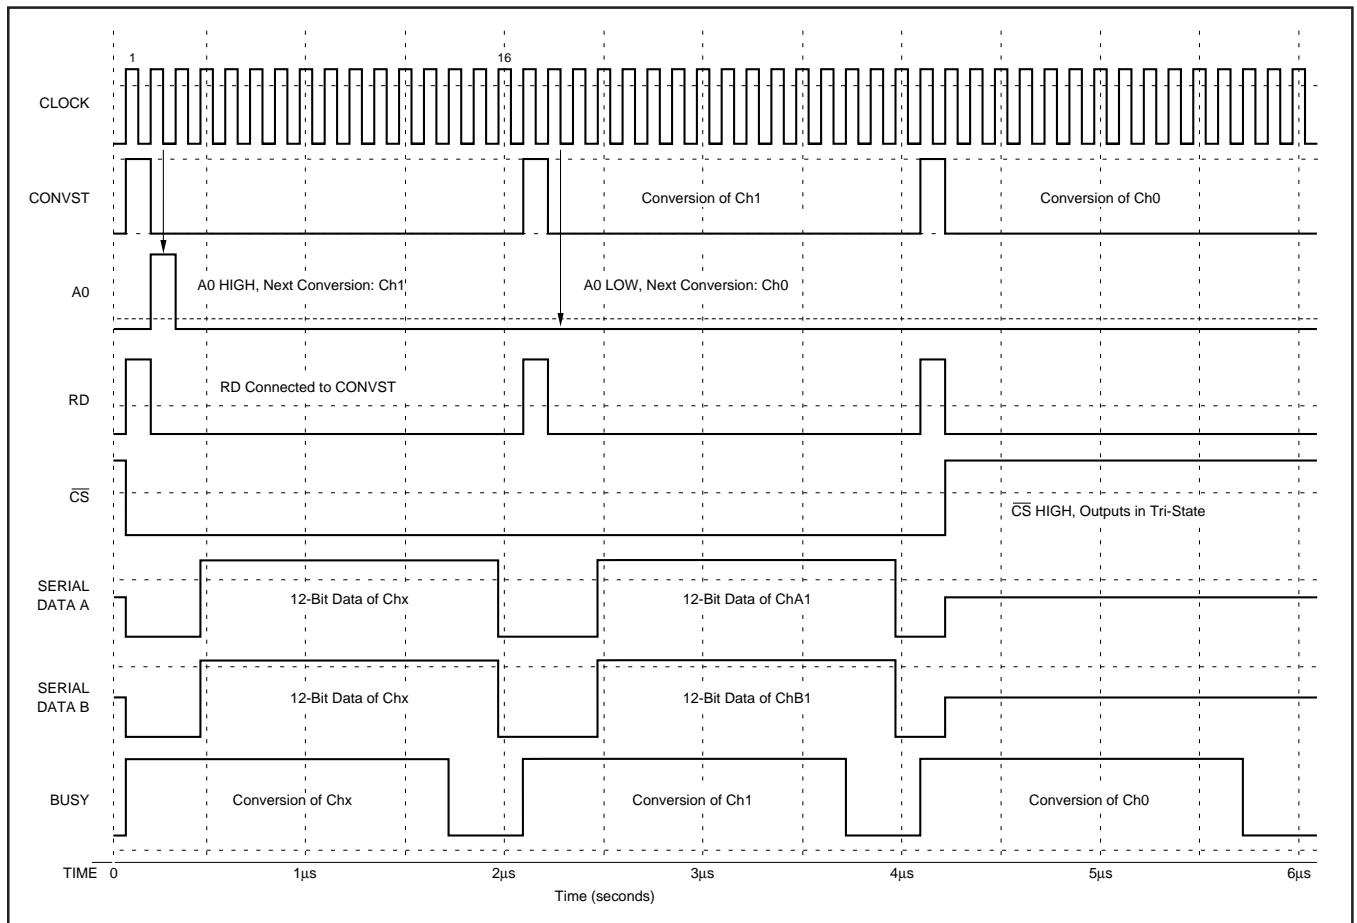 1
16
CLOCK
CONVST
Conversion of Ch1
Conversion of Ch0
A0
A0 HIGH, Next Conversion: Ch1
A0 LOW, Next Conversion: Ch0
RD
RD Connected to CONVST
C̅S̅
C̅S̅ HIGH, Outputs in Tri-State
SERIAL
DATA A
12-Bit Data of Chx
12-Bit Data of ChA1
SERIAL
DATA B
12-Bit Data of Chx
12-Bit Data of ChB1
BUSY
Conversion of Chx
Conversion of Ch1
Conversion of Ch0
TIME
0
1µs
2µs
3µs
4µs
5µs
6µs
Time (seconds)